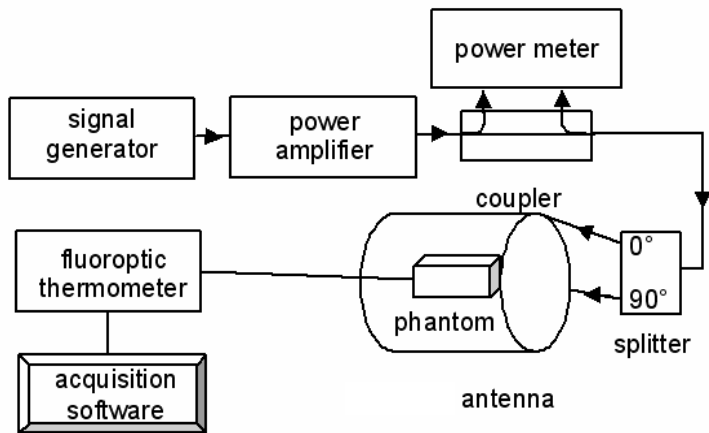 power meter
signal
generator
power
amplifier
coupler
fluoroptic
thermometer
0°
90°
phantom
splitter
acquisition
software
antenna